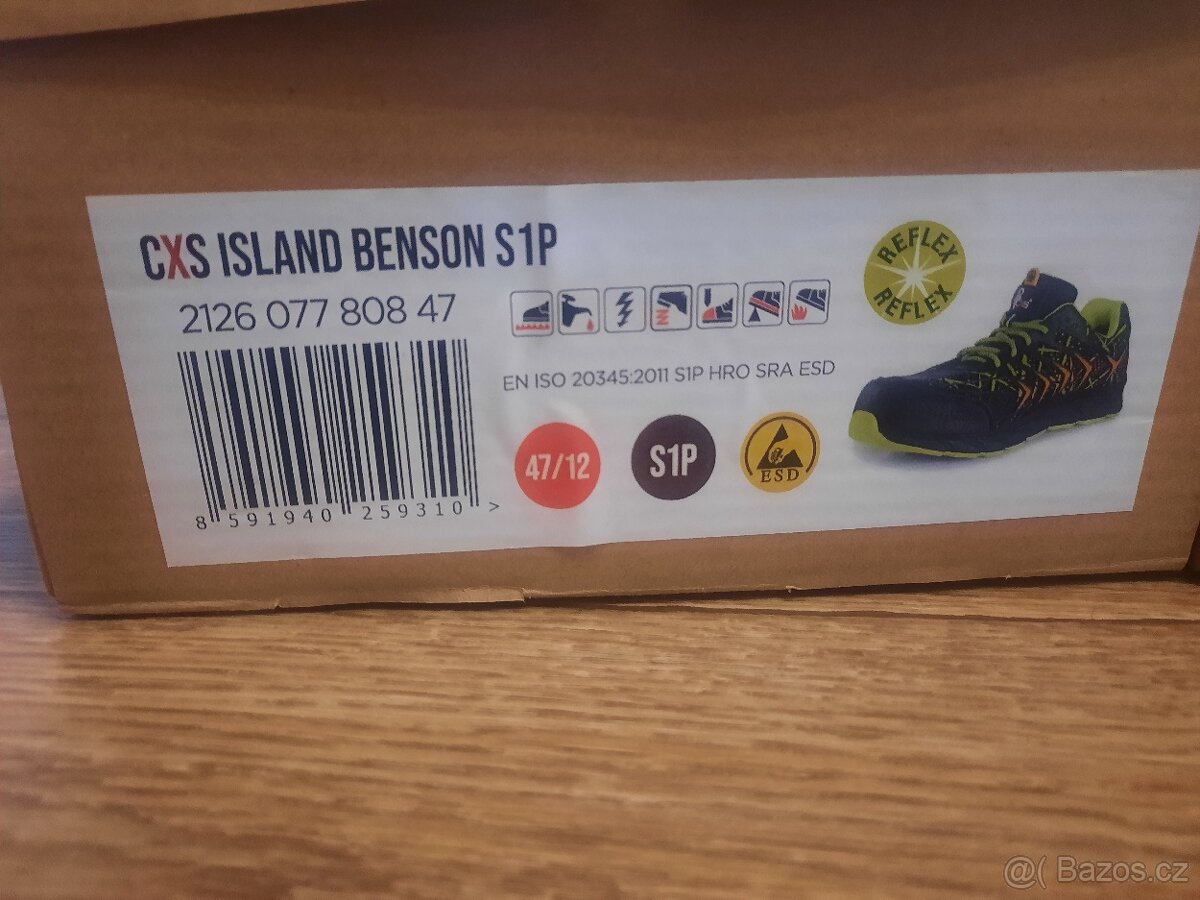 CXS ISLAND BENSON S1P
2126 077 808 47
8 591940 259310 >
EN ISO 20345:2011 S1P HRO SRA ESD
47/12
S1P
ESD
REFLEX
REFLEX
@( Bazos.cz